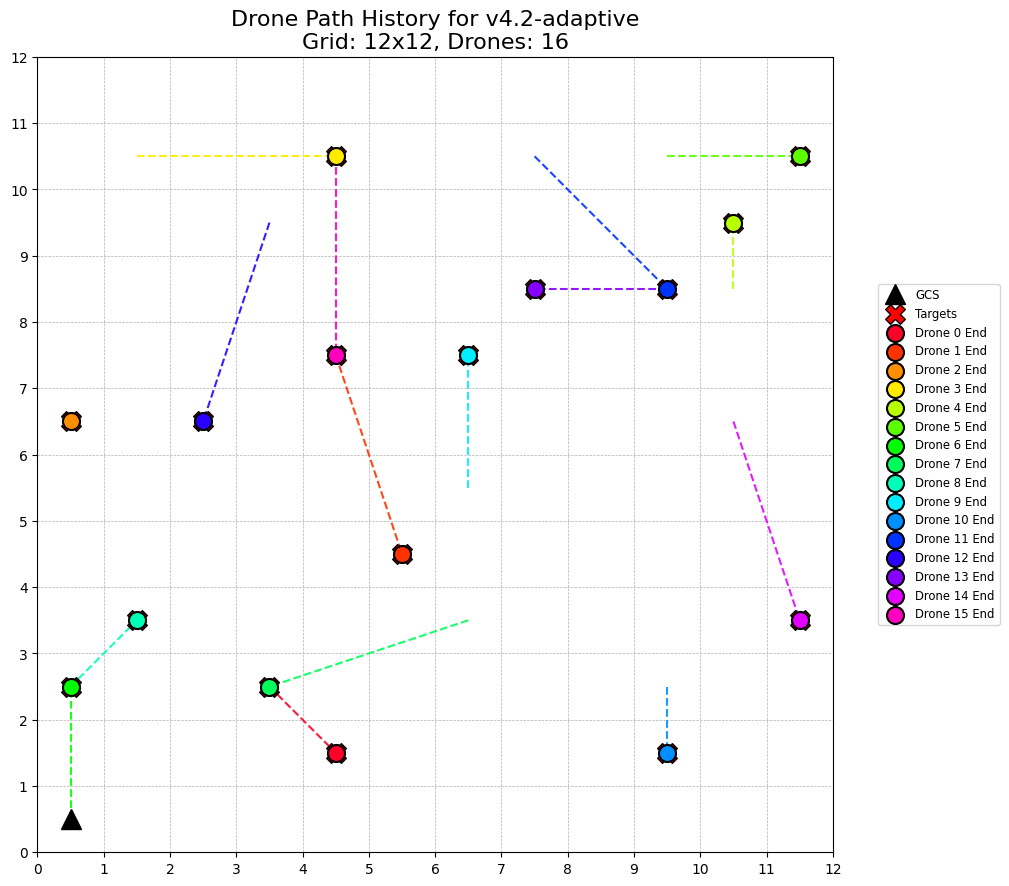 Drone Path History for v4.2-adaptive
Grid: 12x12, Drones: 16
12
11
10
9
8
7
6
5
4
3
2
1
0
0 1 2 3 4 5 6 7 8 9 10 11 12
GCS
Targets
Drone 0 End
Drone 1 End
Drone 2 End
Drone 3 End
Drone 4 End
Drone 5 End
Drone 6 End
Drone 7 End
Drone 8 End
Drone 9 End
Drone 10 End
Drone 11 End
Drone 12 End
Drone 13 End
Drone 14 End
Drone 15 End